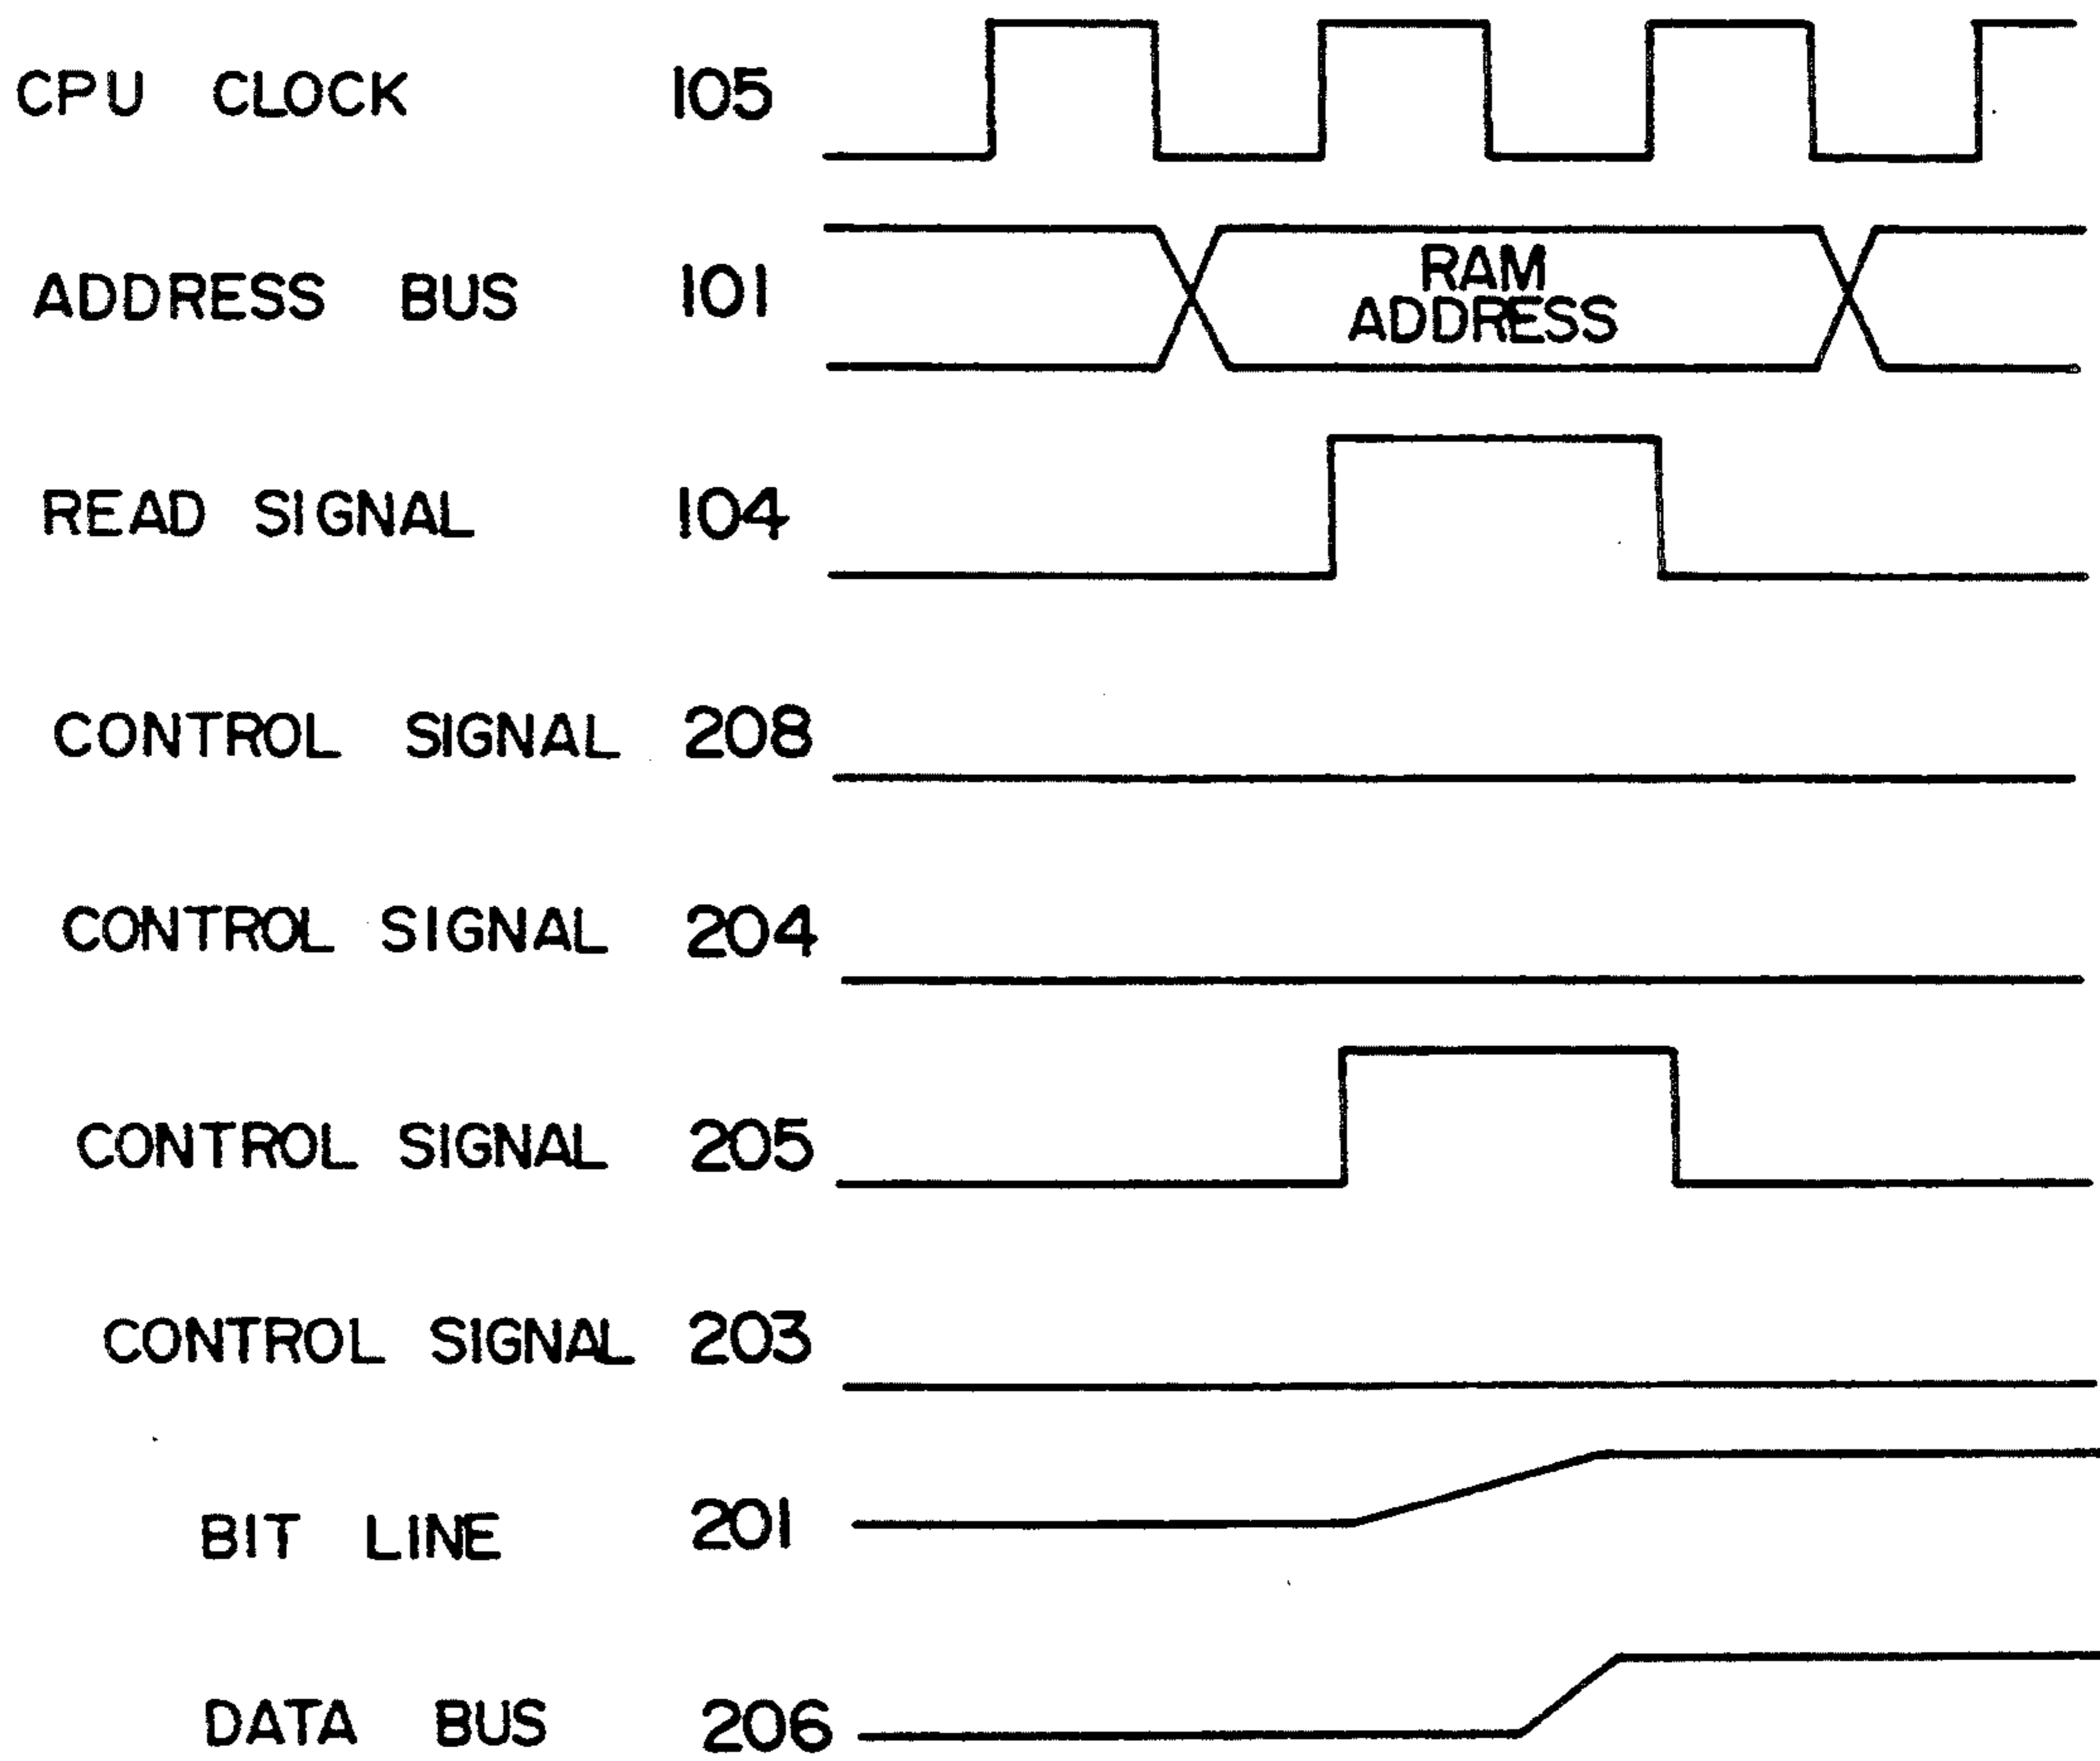 CPU CLOCK 105
ADDRESS BUS 101
RAM
ADDRESS
READ SIGNAL 104
CONTROL SIGNAL 208
CONTROL SIGNAL 204
CONTROL SIGNAL 205
CONTROL SIGNAL 203
BIT LINE 201
DATA BUS 206